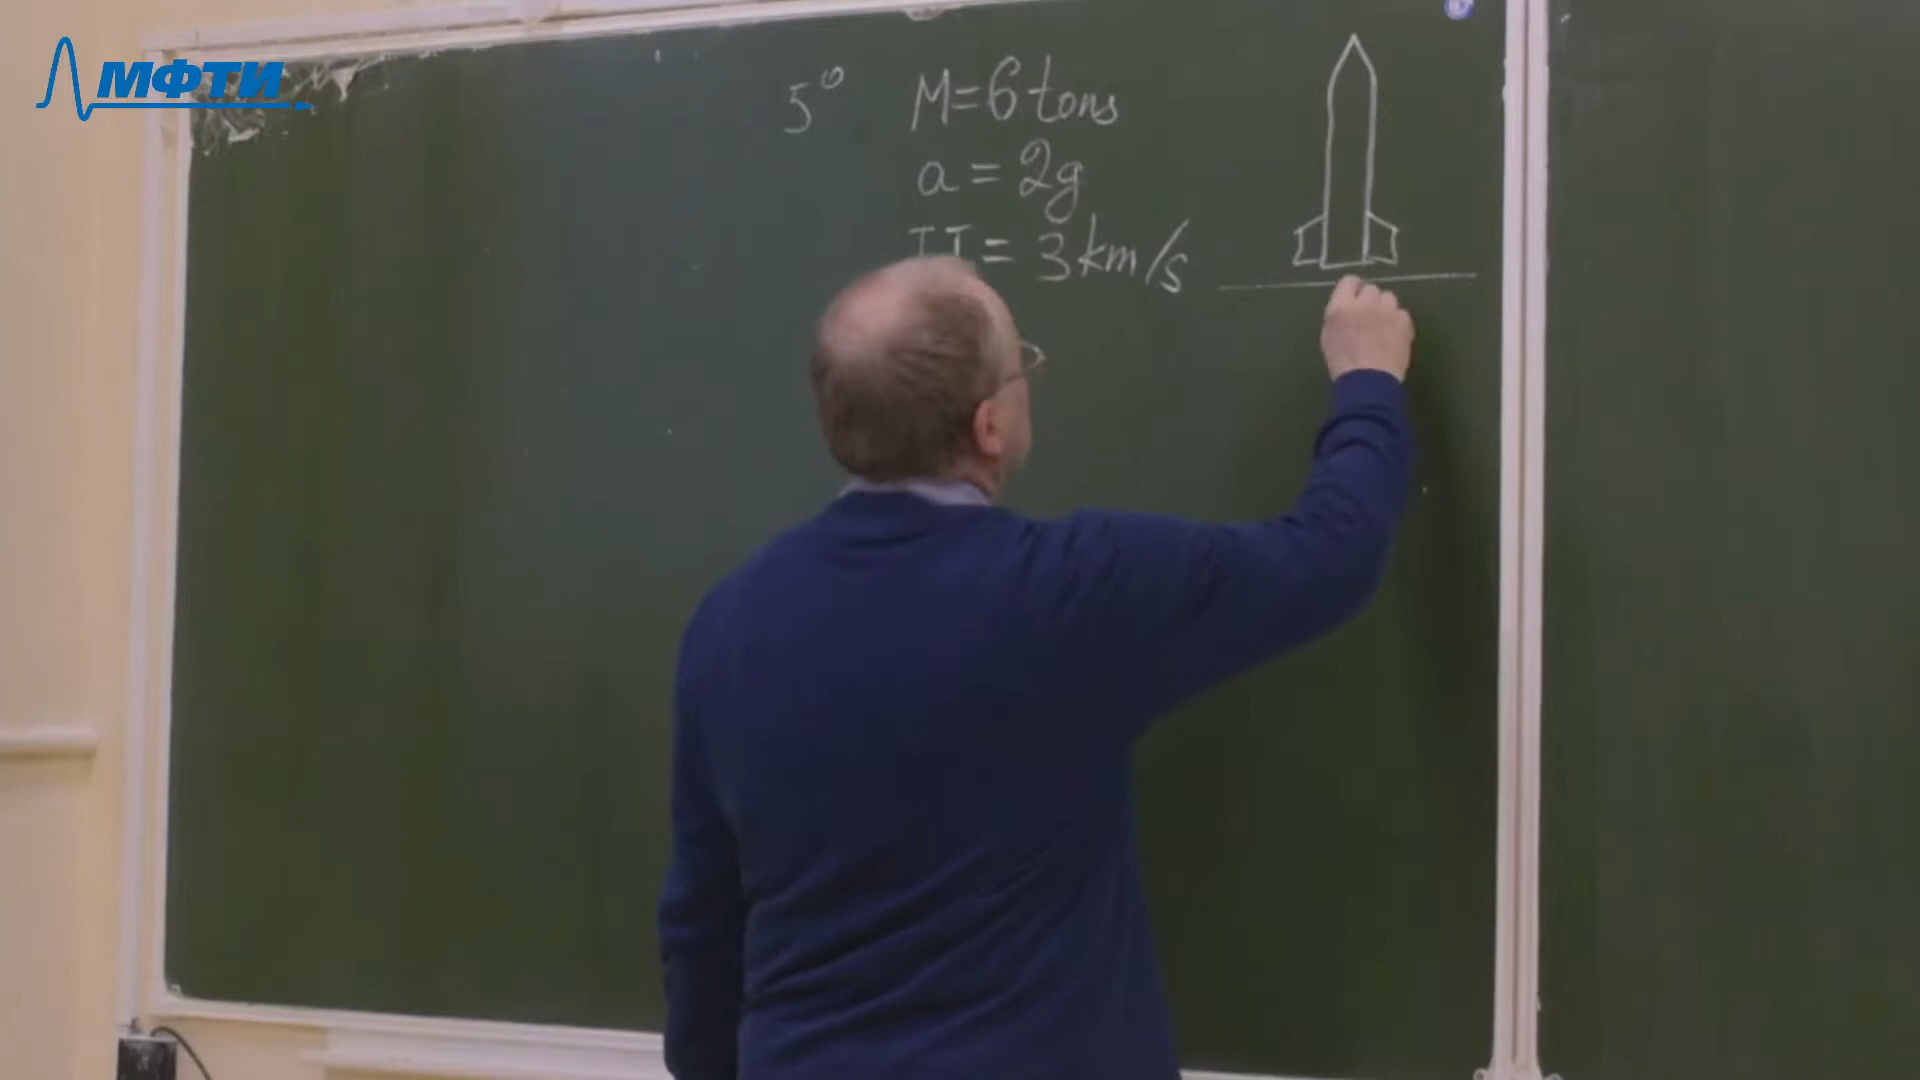 МФТИ
5° M=6 tons
a = 2g
U = 3 km/s